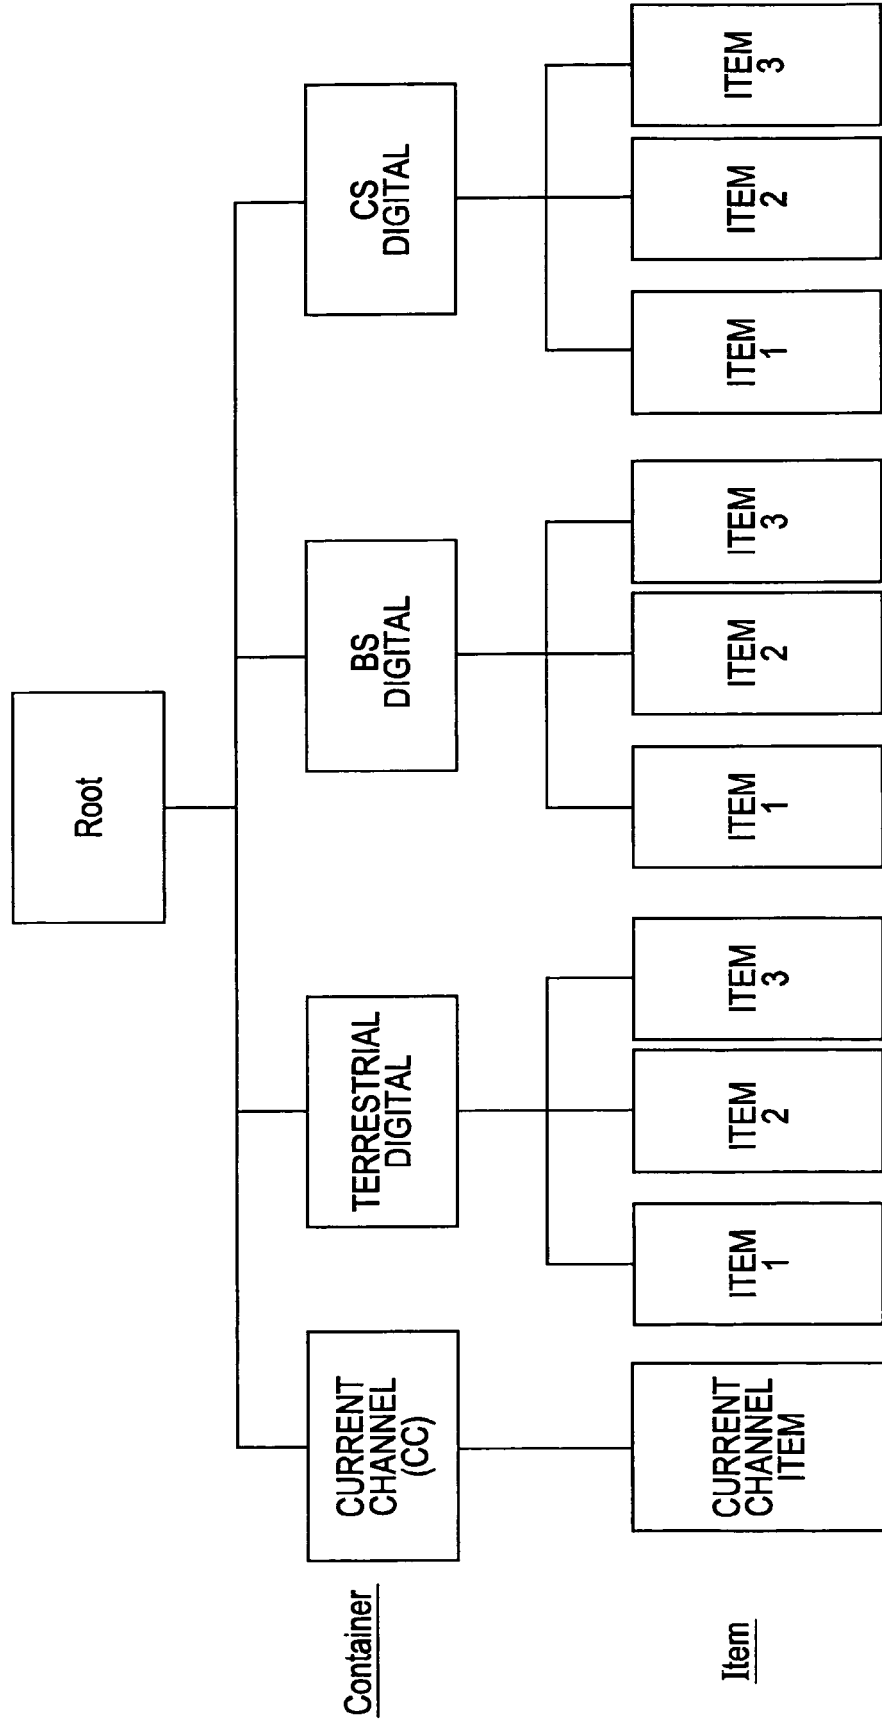 Root
Container
CURRENT
CHANNEL
(CC)
TERRESTRIAL
DIGITAL
BS
DIGITAL
CS
DIGITAL
Item
CURRENT
CHANNEL
ITEM
ITEM
1
ITEM
2
ITEM
3
ITEM
1
ITEM
2
ITEM
3
ITEM
1
ITEM
2
ITEM
3